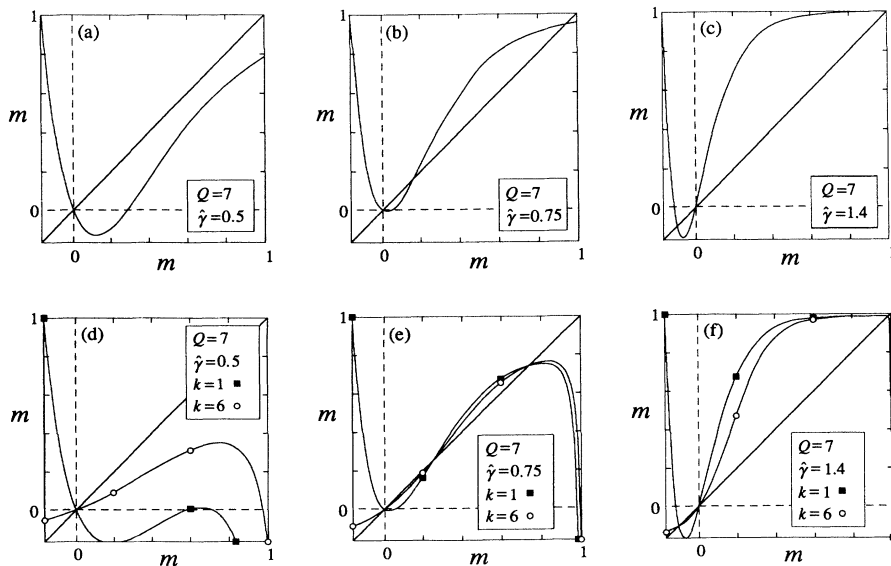 1
(a)
m
Q=7
γ̂=0.5
0
0
m
1
1
(b)
m
Q=7
γ̂=0.75
0
0
m
1
1
(c)
m
Q=7
γ̂=1.4
0
0
m
1
1
(d)
Q=7
γ̂=0.5
k=1 ■
k=6 ○
m
0
0
m
1
1
(e)
m
Q=7
γ̂=0.75
k=1 ■
k=6 ○
0
0
m
1
1
(f)
m
Q=7
γ̂=1.4
k=1 ■
k=6 ○
0
0
m
1